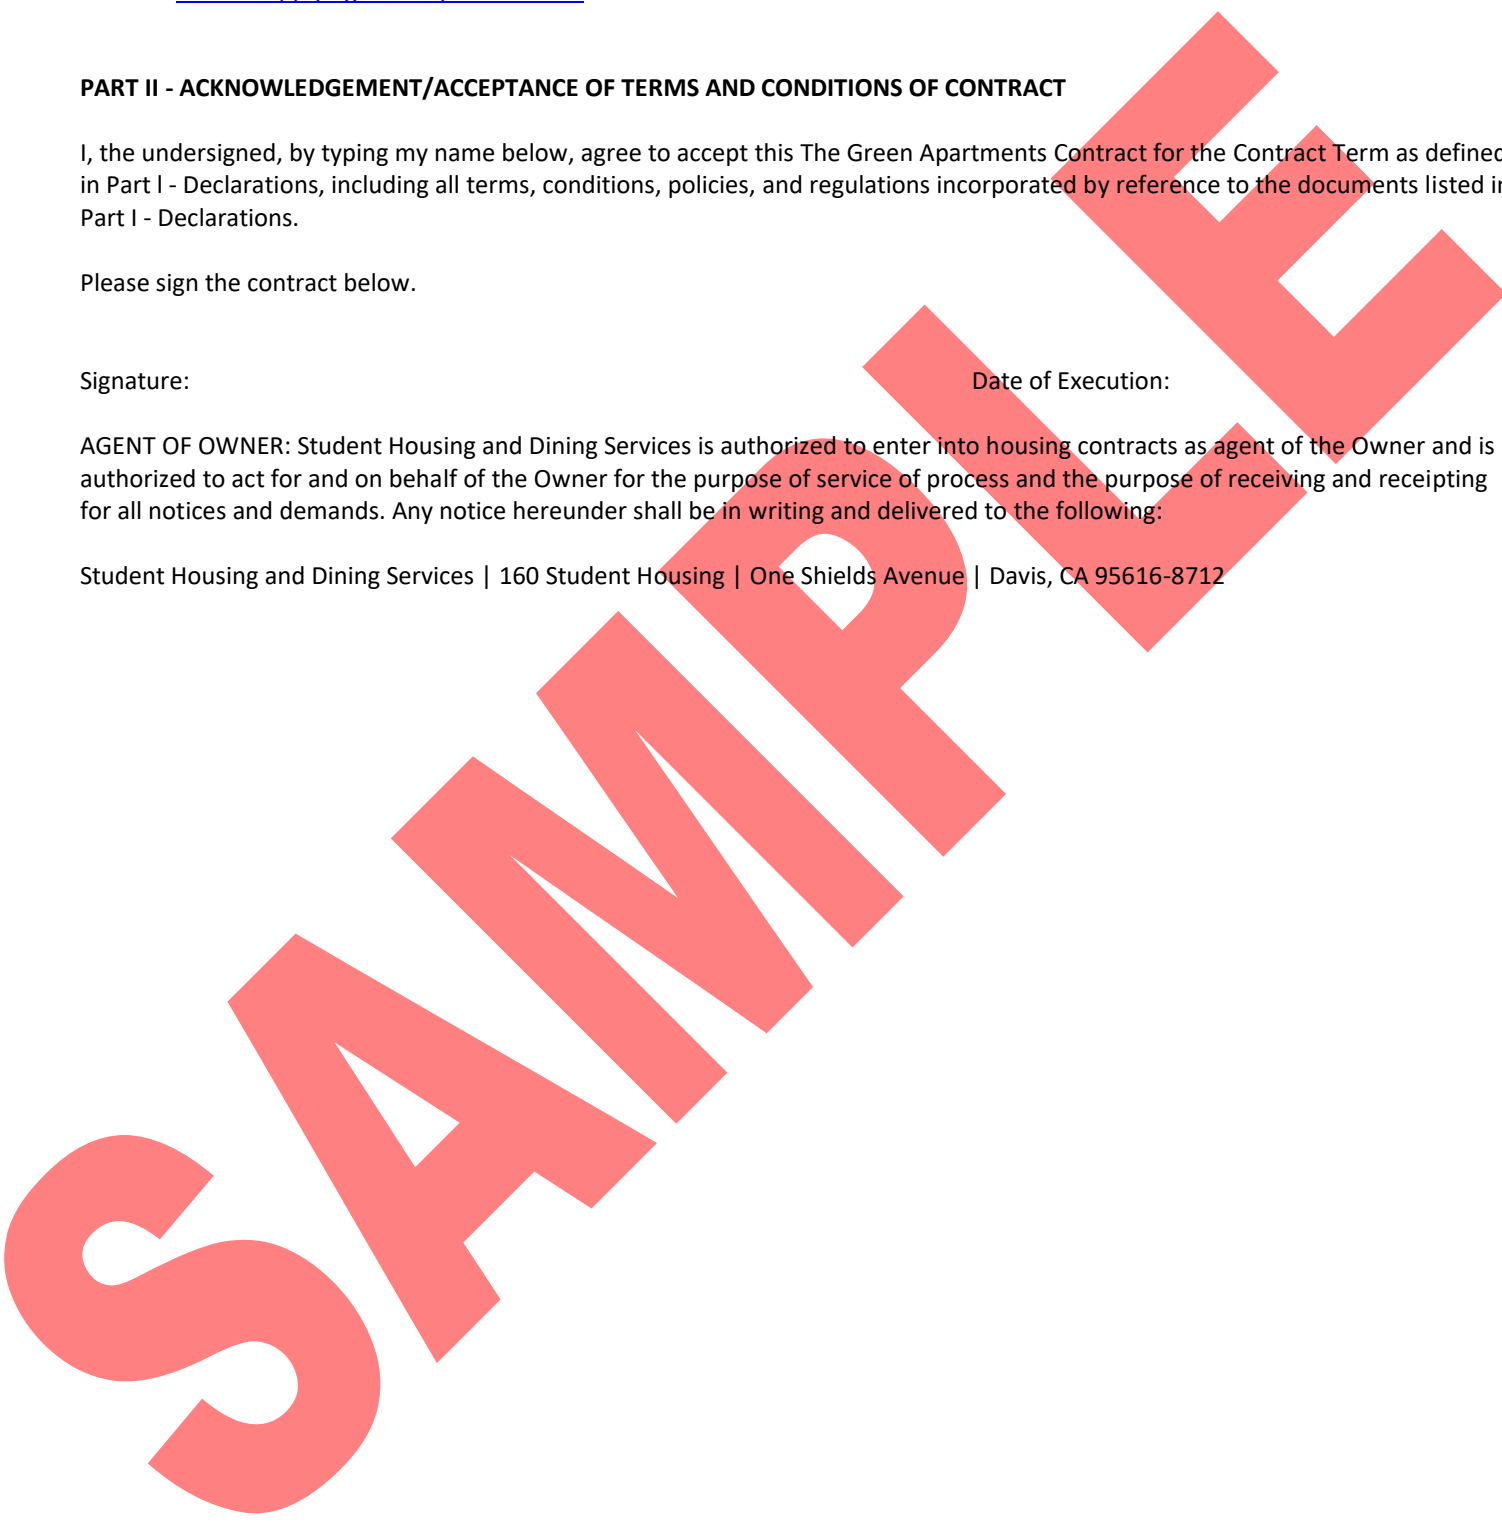 PART II - ACKNOWLEDGEMENT/ACCEPTANCE OF TERMS AND CONDITIONS OF CONTRACT
I, the undersigned, by typing my name below, agree to accept this The Green Apartments Contract for the Contract Term as defined
in Part l - Declarations, including all terms, conditions, policies, and regulations incorporated by reference to the documents listed in
Part I - Declarations.
Please sign the contract below.
Signature: Date of Execution:
AGENT OF OWNER: Student Housing and Dining Services is authorized to enter into housing contracts as agent of the Owner and is
authorized to act for and on behalf of the Owner for the purpose of service of process and the purpose of receiving and receipting
for all notices and demands. Any notice hereunder shall be in writing and delivered to the following:
Student Housing and Dining Services | 160 Student Housing | One Shields Avenue | Davis, CA 95616-8712
SAMPLE